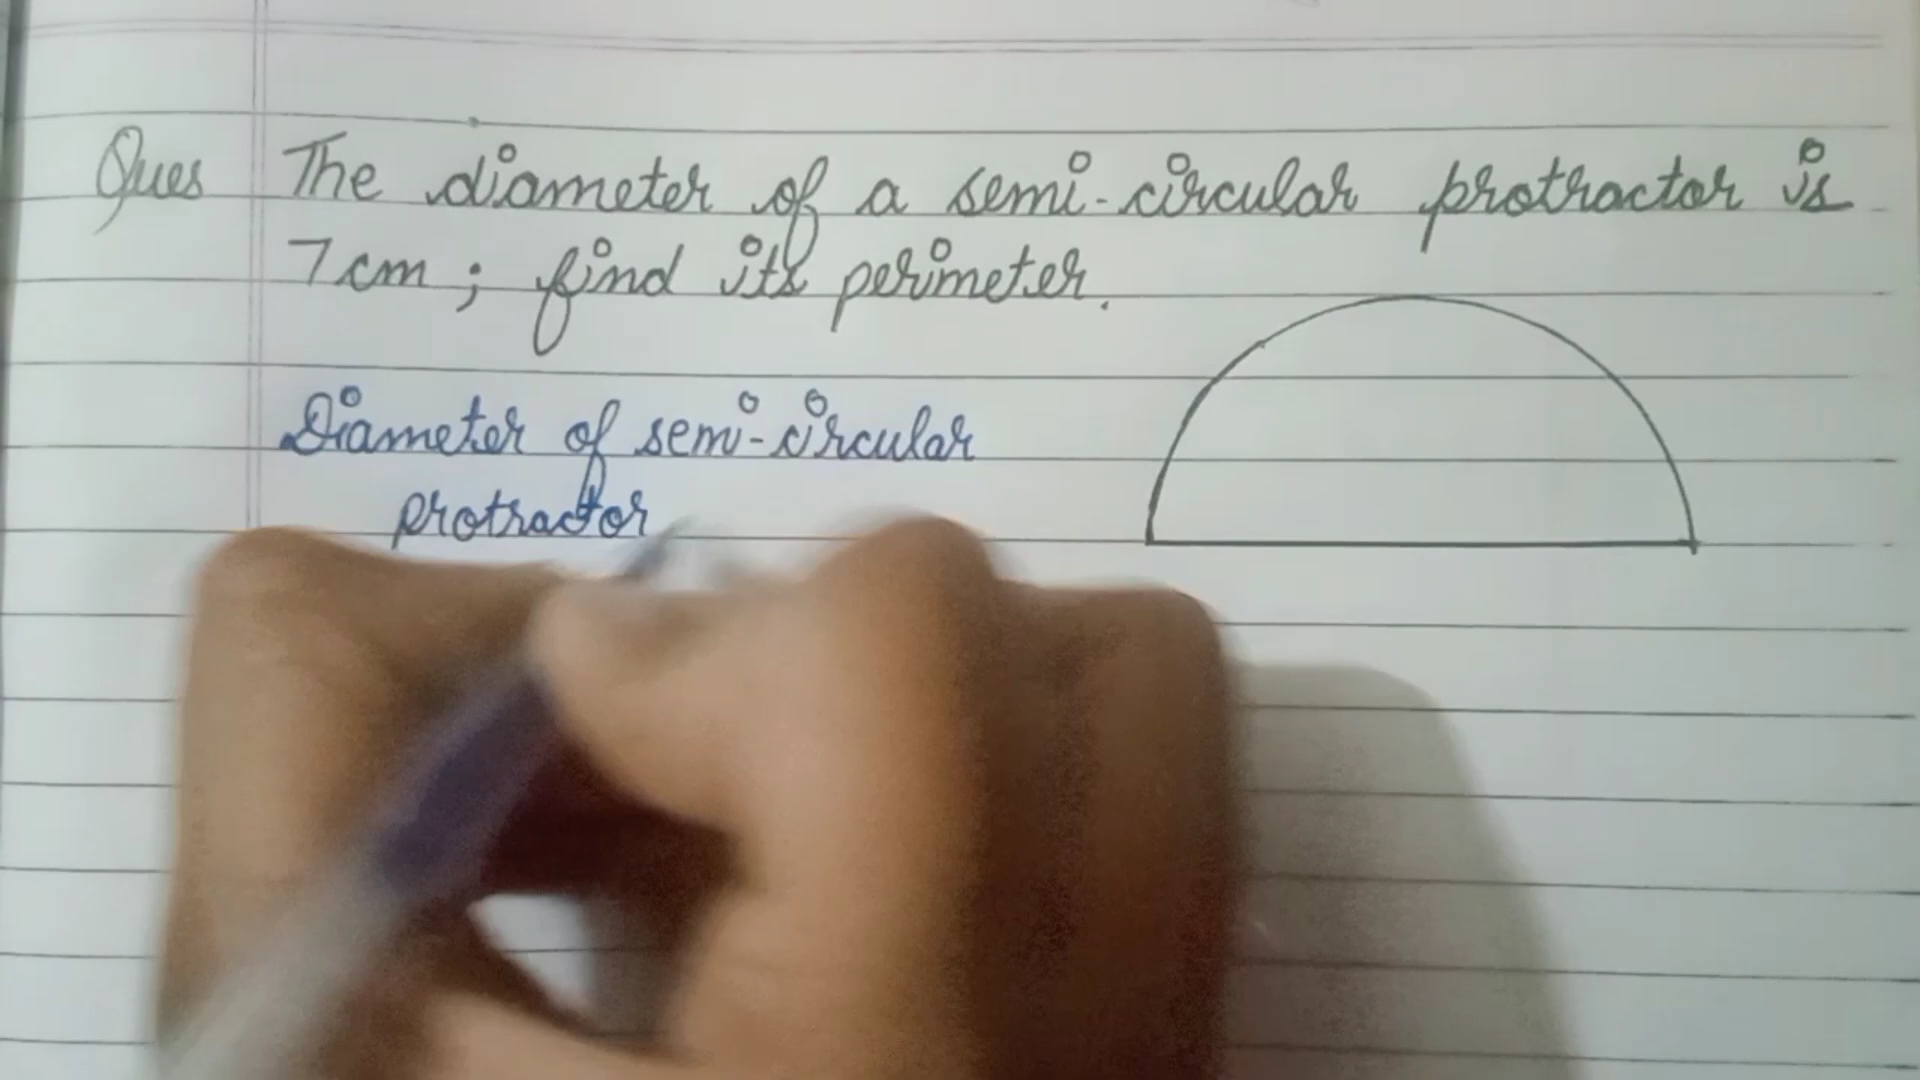 Ques The diameter of a semi-circular protractor is
7 cm; find its perimeter.
Diameter of semi-circular
protractor